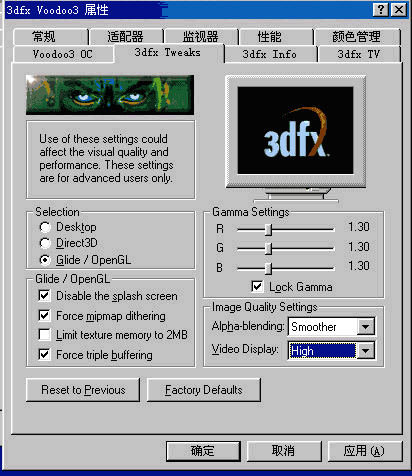 3dfx Voodoo3 属性
常规 适配器 监视器 性能 颜色管理
Voodoo3 OC 3dfx Tweaks 3dfx Info 3dfx TV
Use of these settings could
affect the visual quality and
performance. These settings
are for advanced users only.
3dfx
Selection
Desktop
Direct3D
Glide / OpenGL
Gamma Settings
R 1.30
G 1.30
B 1.30
Lock Gamma
Glide / OpenGL
Disable the splash screen
Force mipmap dithering
Limit texture memory to 2MB
Force triple buffering
Image Quality Settings
Alpha-blending: Smoother
Video Display: High
Reset to Previous Factory Defaults
确定 取消 应用(A)